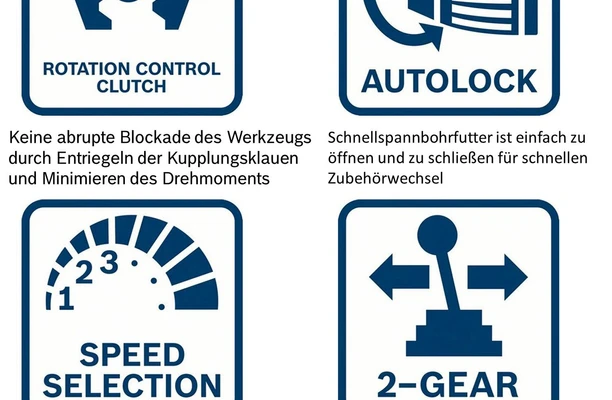 ROTATION CONTROL
CLUTCH
AUTOLOCK
Keine abrupte Blockade des Werkzeugs
durch Entriegeln der Kupplungsklauen
und Minimieren des Drehmoments
Schnellspannbohrfutter ist einfach zu
öffnen und zu schließen für schnellen
Zubehörwechsel
1 2 3
SPEED
SELECTION
2–GEAR